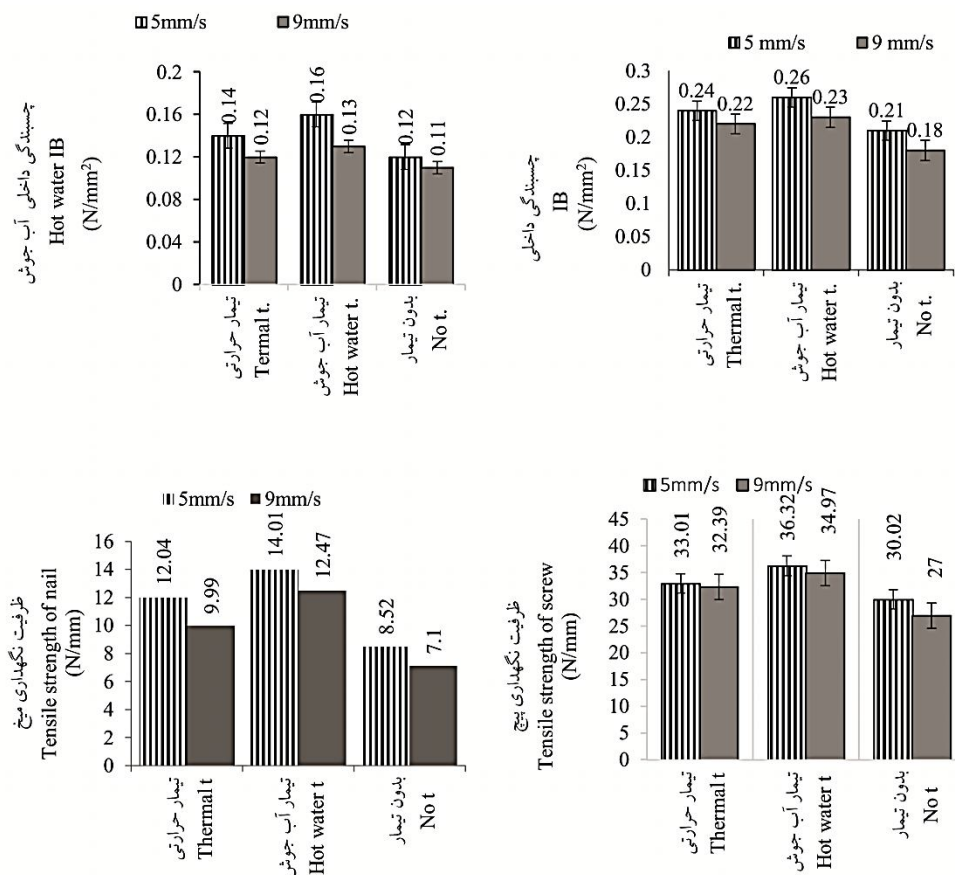 5mm/s 9mm/s
چسبندگی داخلی آب جوش
Hot water IB
(N/mm²)
0.2
0.16
0.12
0.08
0.04
0
0.14
0.12
0.16
0.13
0.12
0.11
تیمار حرارتی
Termal t.
تیمار آب جوش
Hot water t.
بدون تیمار
No t.
5 mm/s 9 mm/s
چسبندگی داخلی
IB
(N/mm²)
0.3
0.25
0.2
0.15
0.1
0.05
0
0.24
0.22
0.26
0.23
0.21
0.18
تیمار حرارتی
Thermal t.
تیمار آب جوش
Hot water t.
بدون تیمار
No t.
5mm/s 9mm/s
ظرفیت نگهداری میخ
Tensile strength of nail
(N/mm)
16
14
12
10
8
6
4
2
0
12.04
9.99
14.01
12.47
8.52
7.1
تیمار حرارتی
Thermal t
تیمار آب جوش
Hot water t
بدون تیمار
No t
5mm/s 9mm/s
ظرفیت نگهداری پیچ
Tensile strength of screw
(N/mm)
45
40
35
30
25
20
15
10
5
0
33.01
32.39
36.32
34.97
30.02
27
تیمار حرارتی
Thermal t
تیمار آب جوش
Hot water t
بدون تیمار
No t